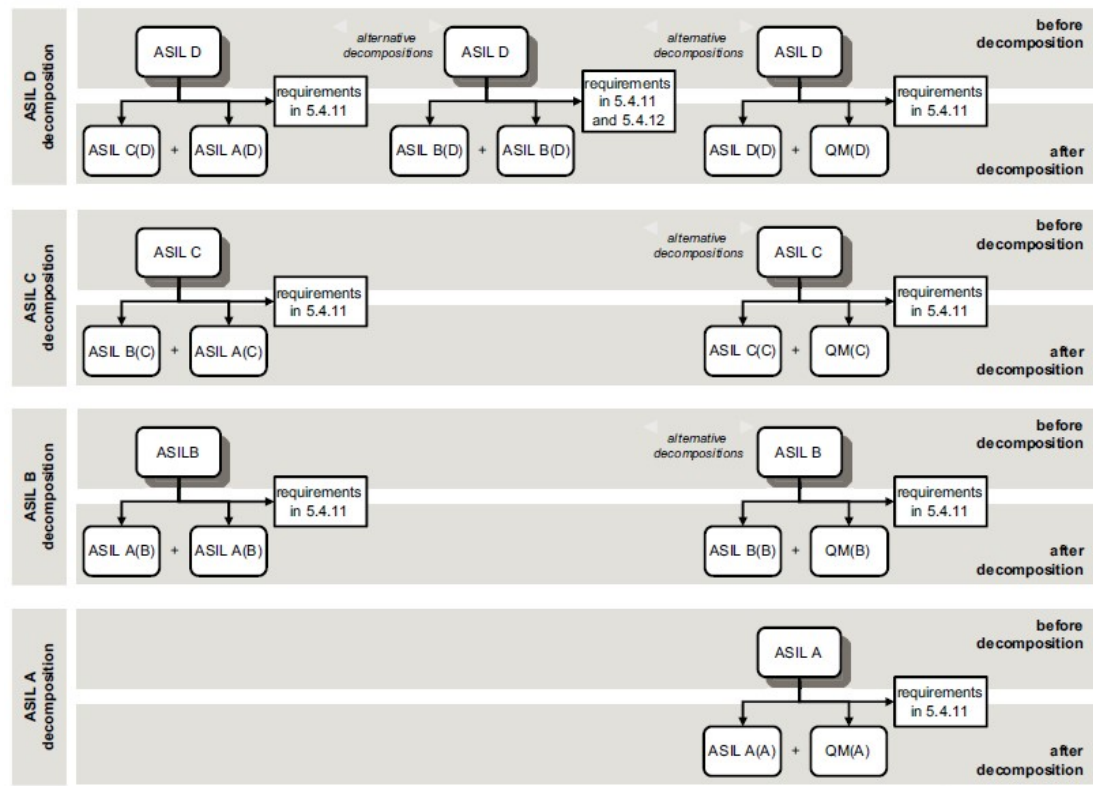 ASIL D
decomposition
before
decomposition
alternative
decompositions
alternative
decompositions
ASIL D
ASIL D
ASIL D
requirements
in 5.4.11
requirements
in 5.4.11
and 5.4.12
requirements
in 5.4.11
ASIL C(D) + ASIL A(D)
ASIL B(D) + ASIL B(D)
ASIL D(D) + QM(D)
after
decomposition
ASIL C
decomposition
before
decomposition
alternative
decompositions
ASIL C
ASIL C
requirements
in 5.4.11
requirements
in 5.4.11
ASIL B(C) + ASIL A(C)
ASIL C(C) + QM(C)
after
decomposition
ASIL B
decomposition
before
decomposition
alternative
decompositions
ASILB
ASIL B
requirements
in 5.4.11
requirements
in 5.4.11
ASIL A(B) + ASIL A(B)
ASIL B(B) + QM(B)
after
decomposition
ASIL A
decomposition
before
decomposition
ASIL A
requirements
in 5.4.11
ASIL A(A) + QM(A)
after
decomposition